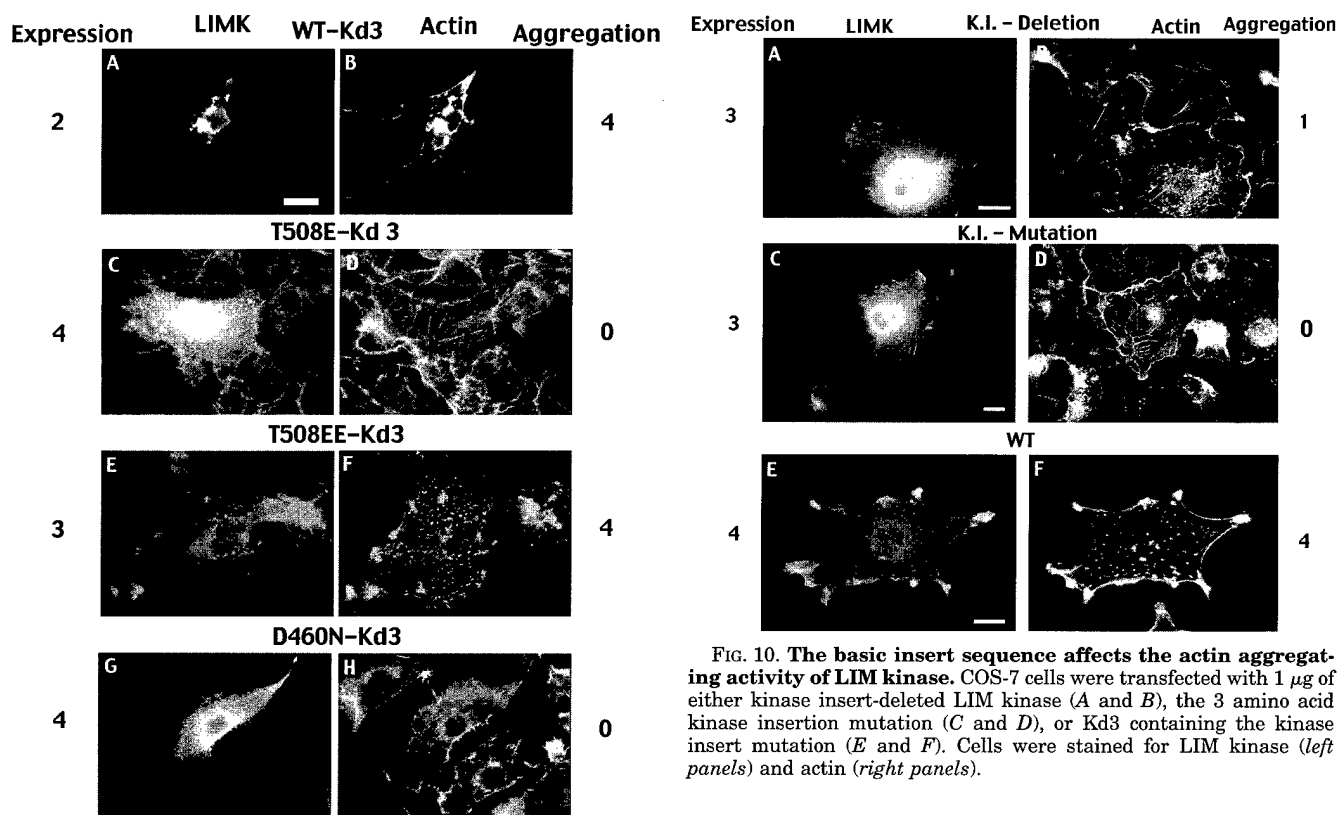 Expression LIMK WT-Kd3 Actin Aggregation
A B
2 4
T508E-Kd 3
C D
4 0
T508EE-Kd3
E F
3 4
D460N-Kd3
G H
4 0
Expression LIMK K.I. - Deletion Actin Aggregation
A B
3 1
K.I. - Mutation
C D
3 0
WT
E F
4 4
FIG. 10. The basic insert sequence affects the actin aggregat-
ing activity of LIM kinase. COS-7 cells were transfected with 1 μg of
either kinase insert-deleted LIM kinase (A and B), the 3 amino acid
kinase insertion mutation (C and D), or Kd3 containing the kinase
insert mutation (E and F). Cells were stained for LIM kinase (left
panels) and actin (right panels).